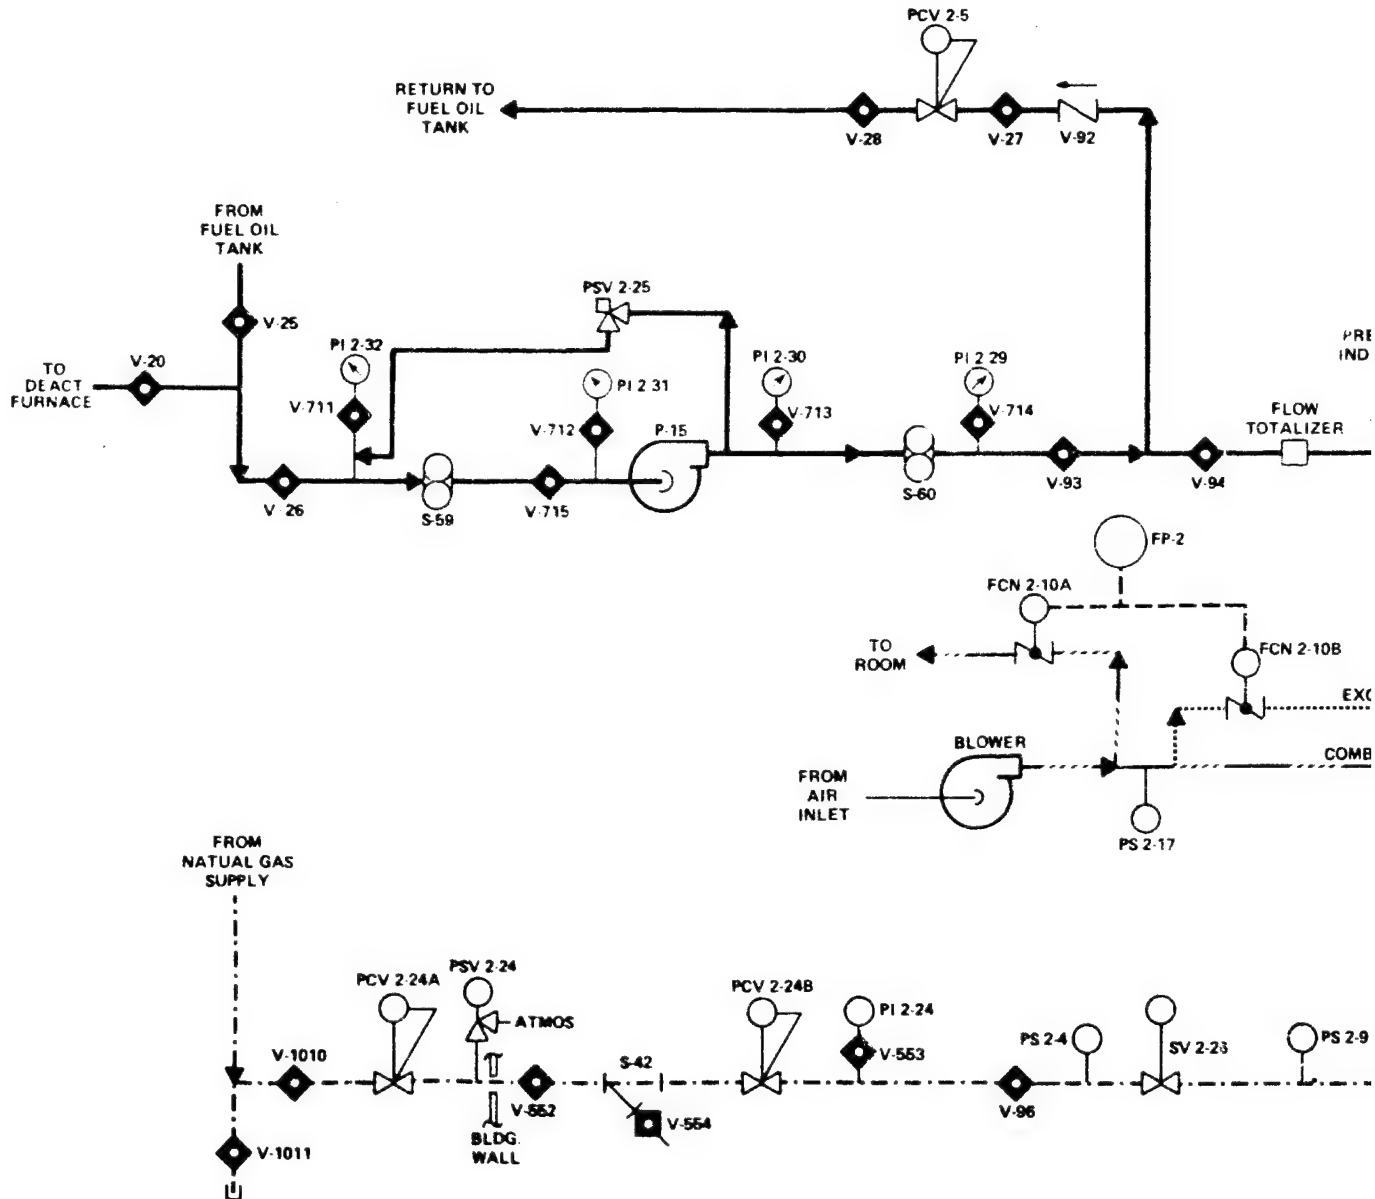 PCV 2-5
RETURN TO
FUEL OIL
TANK
V-28
V-27
V-92
FROM
FUEL OIL
TANK
V-25
PSV 2-25
V-20
TO
DEACT
FURNACE
PI 2-32
V-711
PI 2-31
V-712
P-15
PI 2-30
V-713
PI 2-29
V-714
PRE
IND
FLOW
TOTALIZER
V-26
S-59
V-715
S-60
V-93
V-94
FP-2
FCN 2-10A
TO
ROOM
FCN 2-10B
EXC
BLOWER
COMB
FROM
AIR
INLET
PS 2-17
FROM
NATUAL GAS
SUPPLY
PCV 2-24A
PSV 2-24
ATMOS
PCV 2-24B
PI 2-24
V-553
PS 2-4
PS 2-9
V-1010
S-42
V-552
V-554
V-96
BLDG.
WALL
V-1011